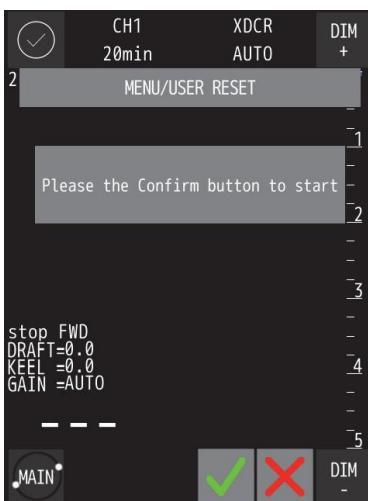 CH1 XDCR DIM
20min AUTO +
2 MENU/USER RESET
1
Please the Confirm button to start
2
3
stop FWD
DRAFT=0.0
KEEL =0.0
4
GAIN =AUTO
- - -
5
MAIN DIM
-